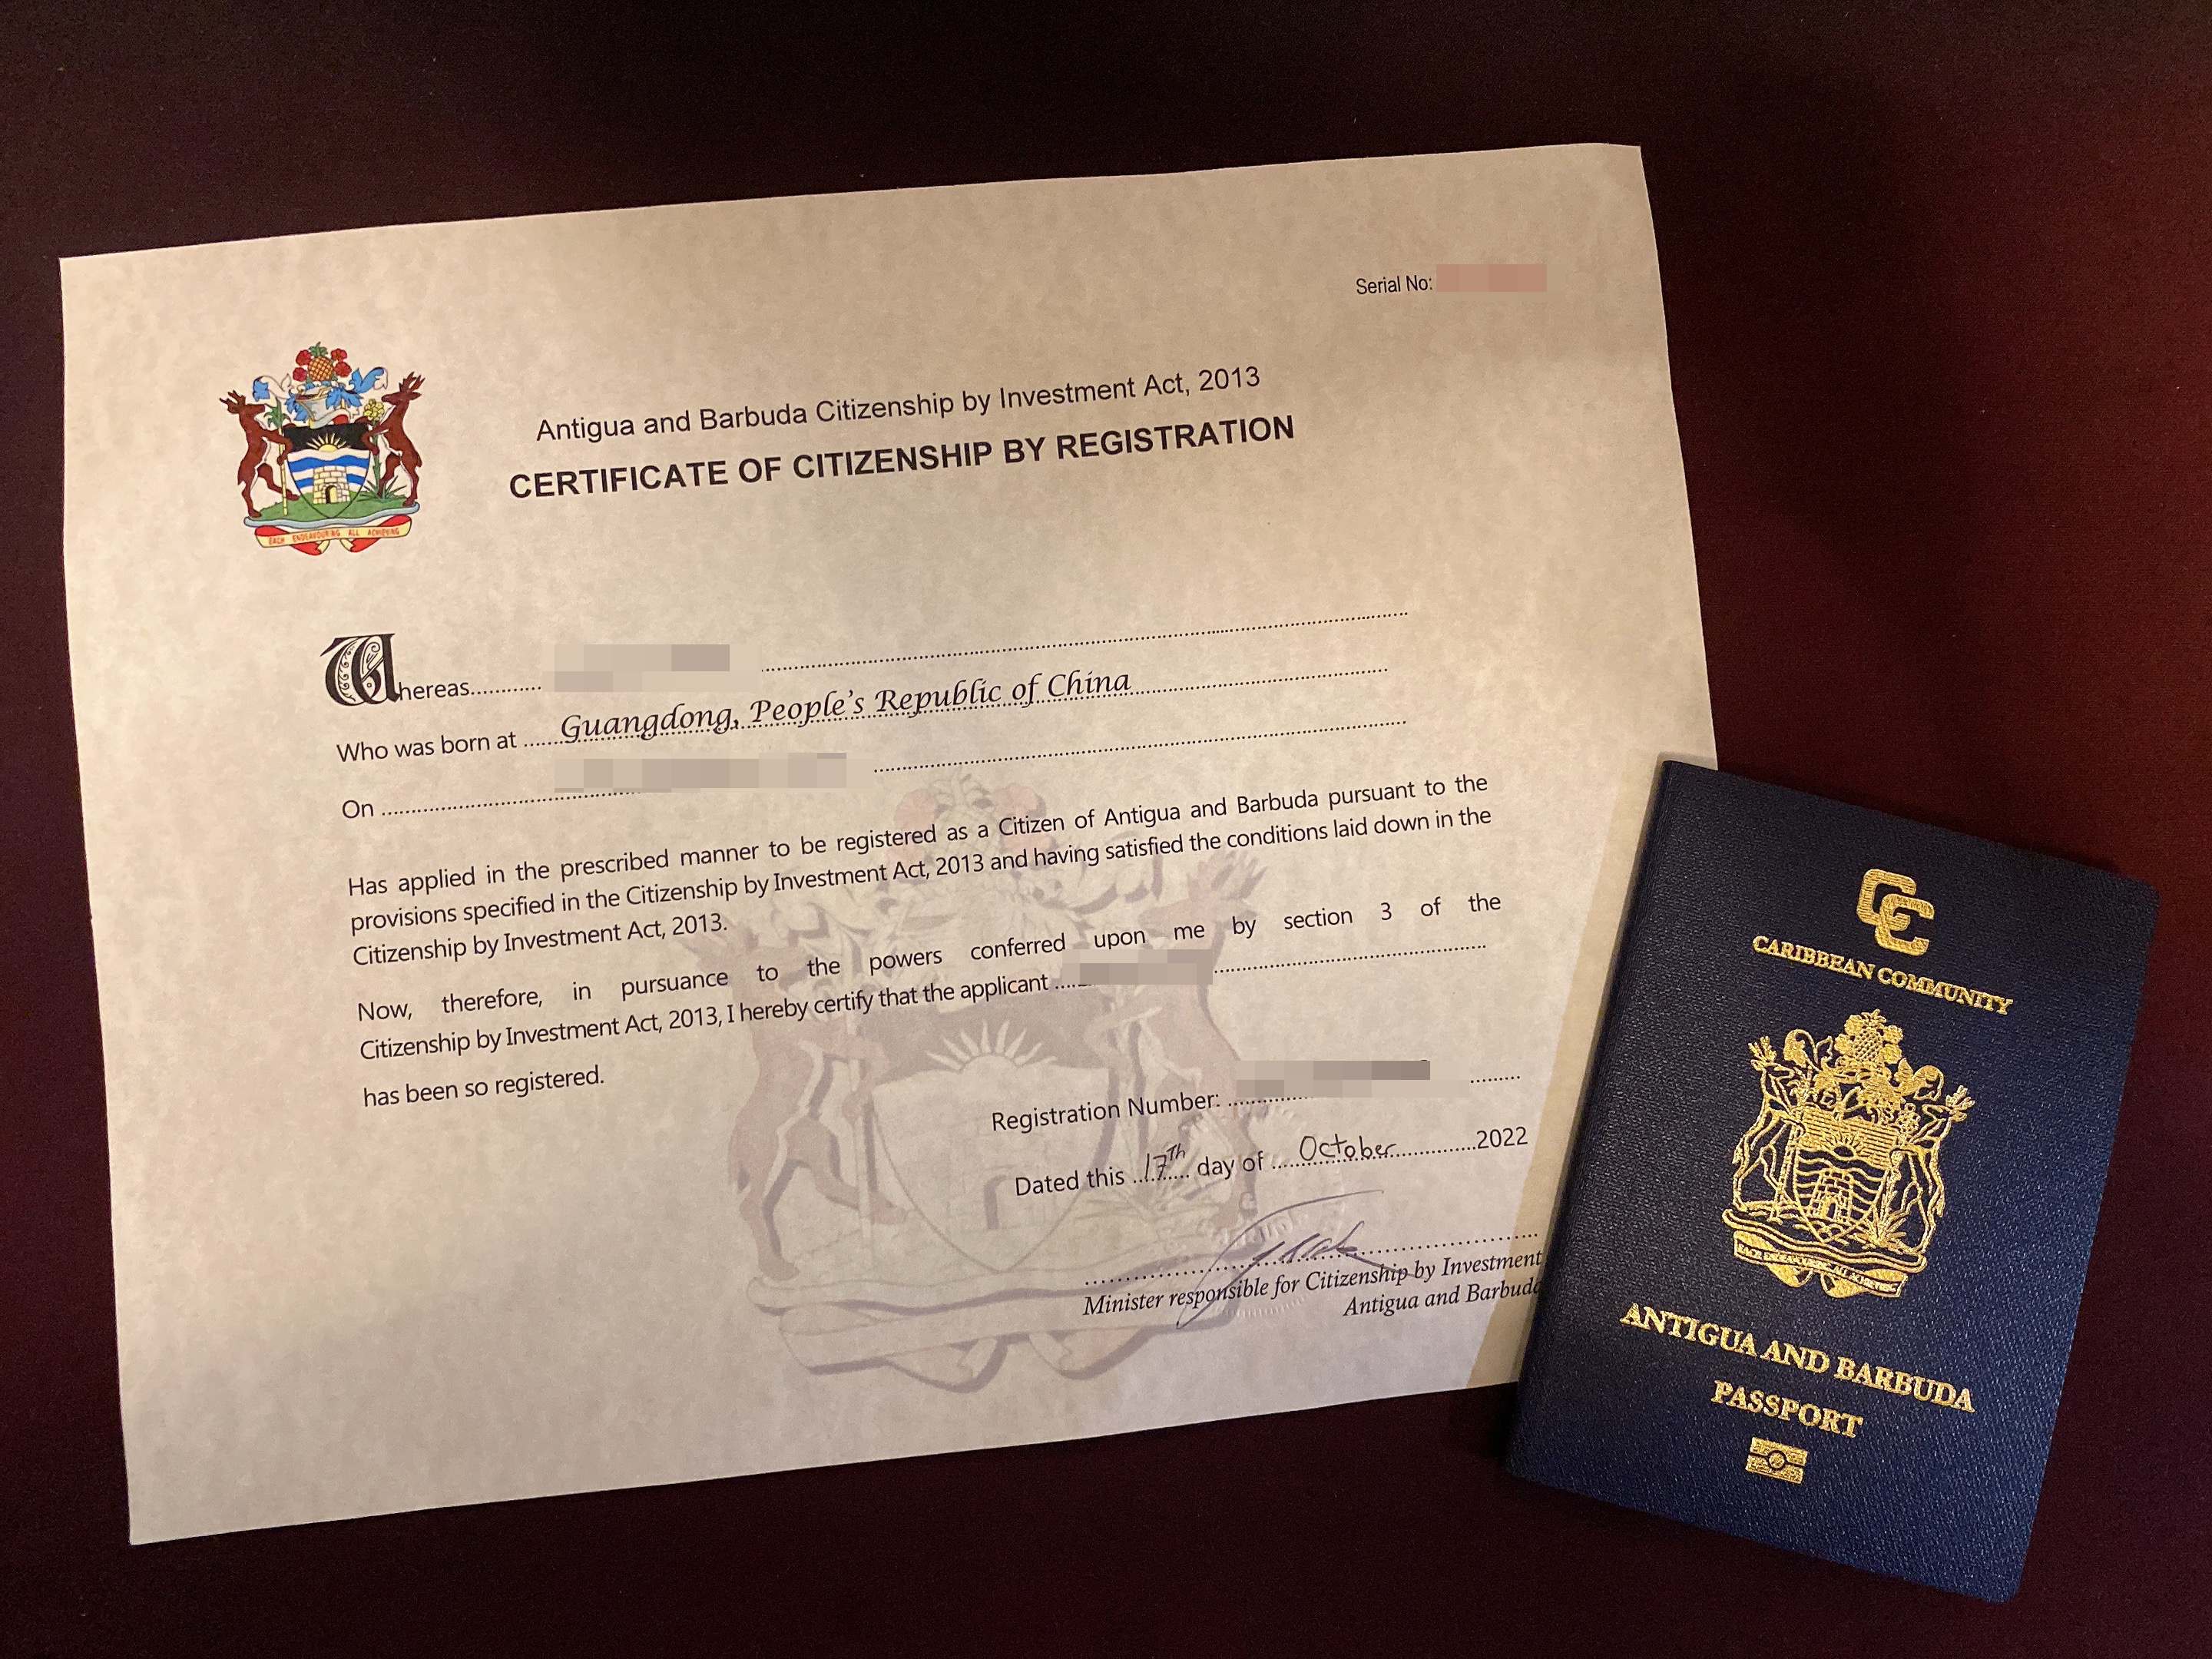 Serial No:
Antigua and Barbuda Citizenship by Investment Act, 2013
CERTIFICATE OF CITIZENSHIP BY REGISTRATION
EACH ENDEAVOURING ALL ACHIEVING
Whereas............
Who was born at ......Guangdong, People's Republic of China
On
Has applied in the prescribed manner to be registered as a Citizen of Antigua and Barbuda pursuant to the
provisions specified in the Citizenship by Investment Act, 2013 and having satisfied the conditions laid down in the
Citizenship by Investment Act, 2013.
Now, therefore, in pursuance to the powers conferred upon me by section 3 of the
Citizenship by Investment Act, 2013, I hereby certify that the applicant
has been so registered.
Registration Number:
Dated this 17th day of October 2022
Minister responsible for Citizenship by Investment
Antigua and Barbuda
CC
CARIBBEAN COMMUNITY
EACH ENDEAVOURING ALL ACHIEVING
ANTIGUA AND BARBUDA
PASSPORT